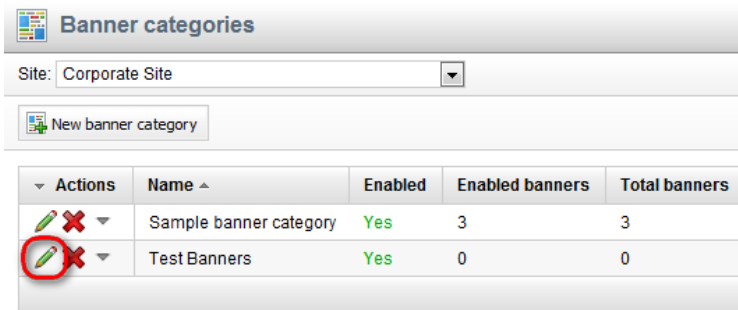 Banner categories
Site: Corporate Site
New banner category
Actions Name Enabled Enabled banners Total banners
Sample banner category Yes 3 3
Test Banners Yes 0 0